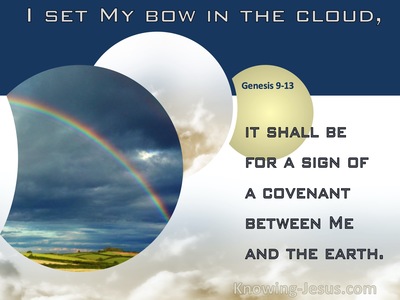 I SET MY BOW IN THE CLOUD,
Genesis 9-13
IT SHALL BE
FOR A SIGN OF
A COVENANT
BETWEEN ME
AND THE EARTH.
Knowing-Jesus.com